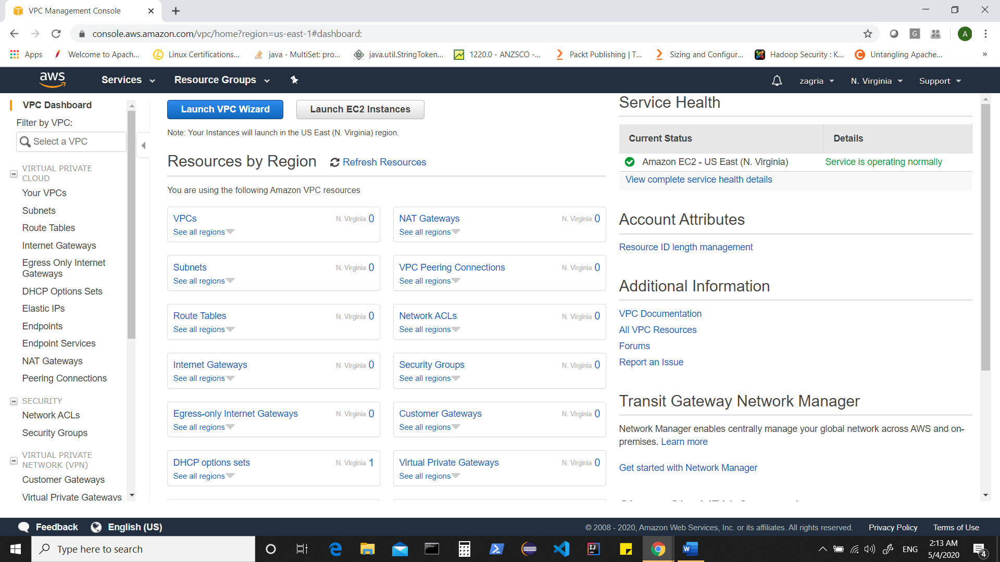 VPC Management Console
console.aws.amazon.com/vpc/home?region=us-east-1#dashboard:
G
A
Apps
Welcome to Apach...
Linux Certifications...
java - MultiSet: pro...
java.util.StringToken...
1220.0 - ANZSCO -...
Packt Publishing | T...
Sizing and Configur...
Hadoop Security : K...
Untangling Apache...
»
aws
Services
Resource Groups
zagria
N. Virginia
Support
VPC Dashboard
Filter by VPC:
Select a VPC
VIRTUAL PRIVATE
CLOUD
Your VPCs
Subnets
Route Tables
Internet Gateways
Egress Only Internet
Gateways
DHCP Options Sets
Elastic IPs
Endpoints
Endpoint Services
NAT Gateways
Peering Connections
SECURITY
Network ACLs
Security Groups
VIRTUAL PRIVATE
NETWORK (VPN)
Customer Gateways
Virtual Private Gateways
Launch VPC Wizard
Launch EC2 Instances
Note: Your Instances will launch in the US East (N. Virginia) region.
Resources by Region
Refresh Resources
You are using the following Amazon VPC resources
VPCs N. Virginia 0
See all regions
NAT Gateways N. Virginia 0
See all regions
Subnets N. Virginia 0
See all regions
VPC Peering Connections N. Virginia 0
See all regions
Route Tables N. Virginia 0
See all regions
Network ACLs N. Virginia 0
See all regions
Internet Gateways N. Virginia 0
See all regions
Security Groups N. Virginia 0
See all regions
Egress-only Internet Gateways N. Virginia 0
See all regions
Customer Gateways N. Virginia 0
See all regions
DHCP options sets N. Virginia 1
See all regions
Virtual Private Gateways N. Virginia 0
See all regions
Service Health
Current Status Details
Amazon EC2 - US East (N. Virginia) Service is operating normally
View complete service health details
Account Attributes
Resource ID length management
Additional Information
VPC Documentation
All VPC Resources
Forums
Report an Issue
Transit Gateway Network Manager
Network Manager enables centrally manage your global network across AWS and on-
premises. Learn more
Get started with Network Manager
Feedback
English (US)
© 2008 - 2020, Amazon Web Services, Inc. or its affiliates. All rights reserved.
Privacy Policy
Terms of Use
Type here to search
ENG
2:13 AM
5/4/2020
4